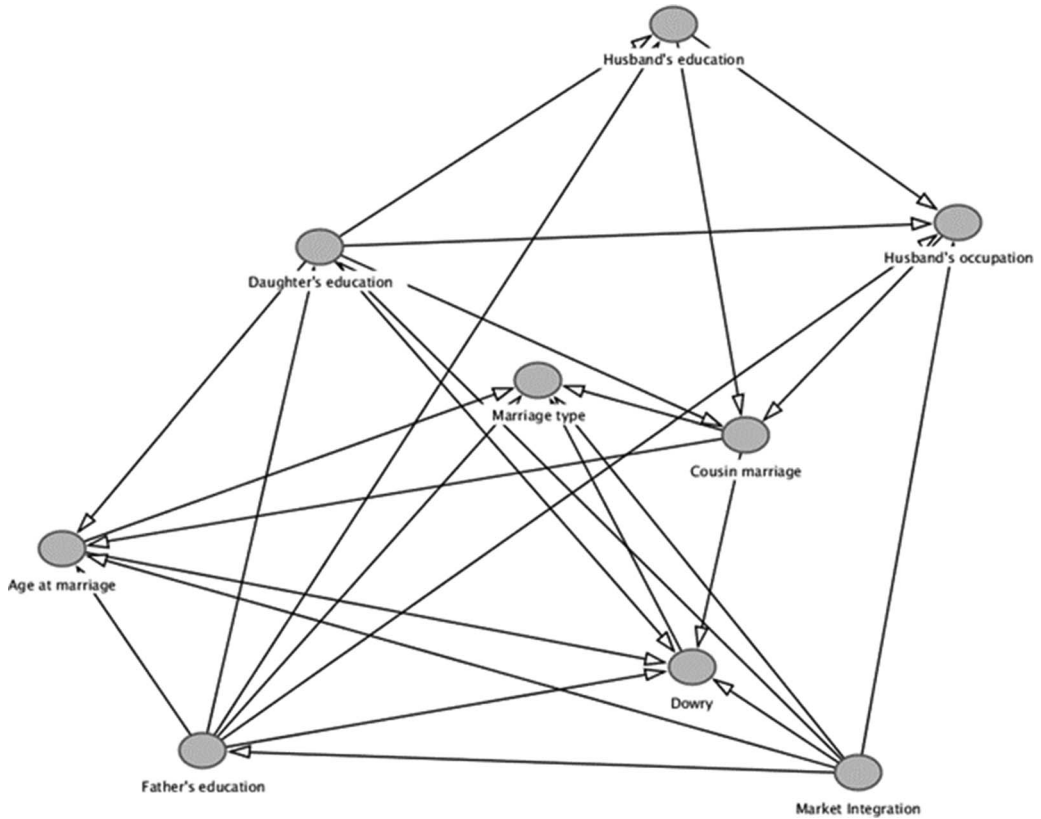 Husband's education
Husband's occupation
Daughter's education
Marriage type
Cousin marriage
Age at marriage
Dowry
Father's education
Market Integration